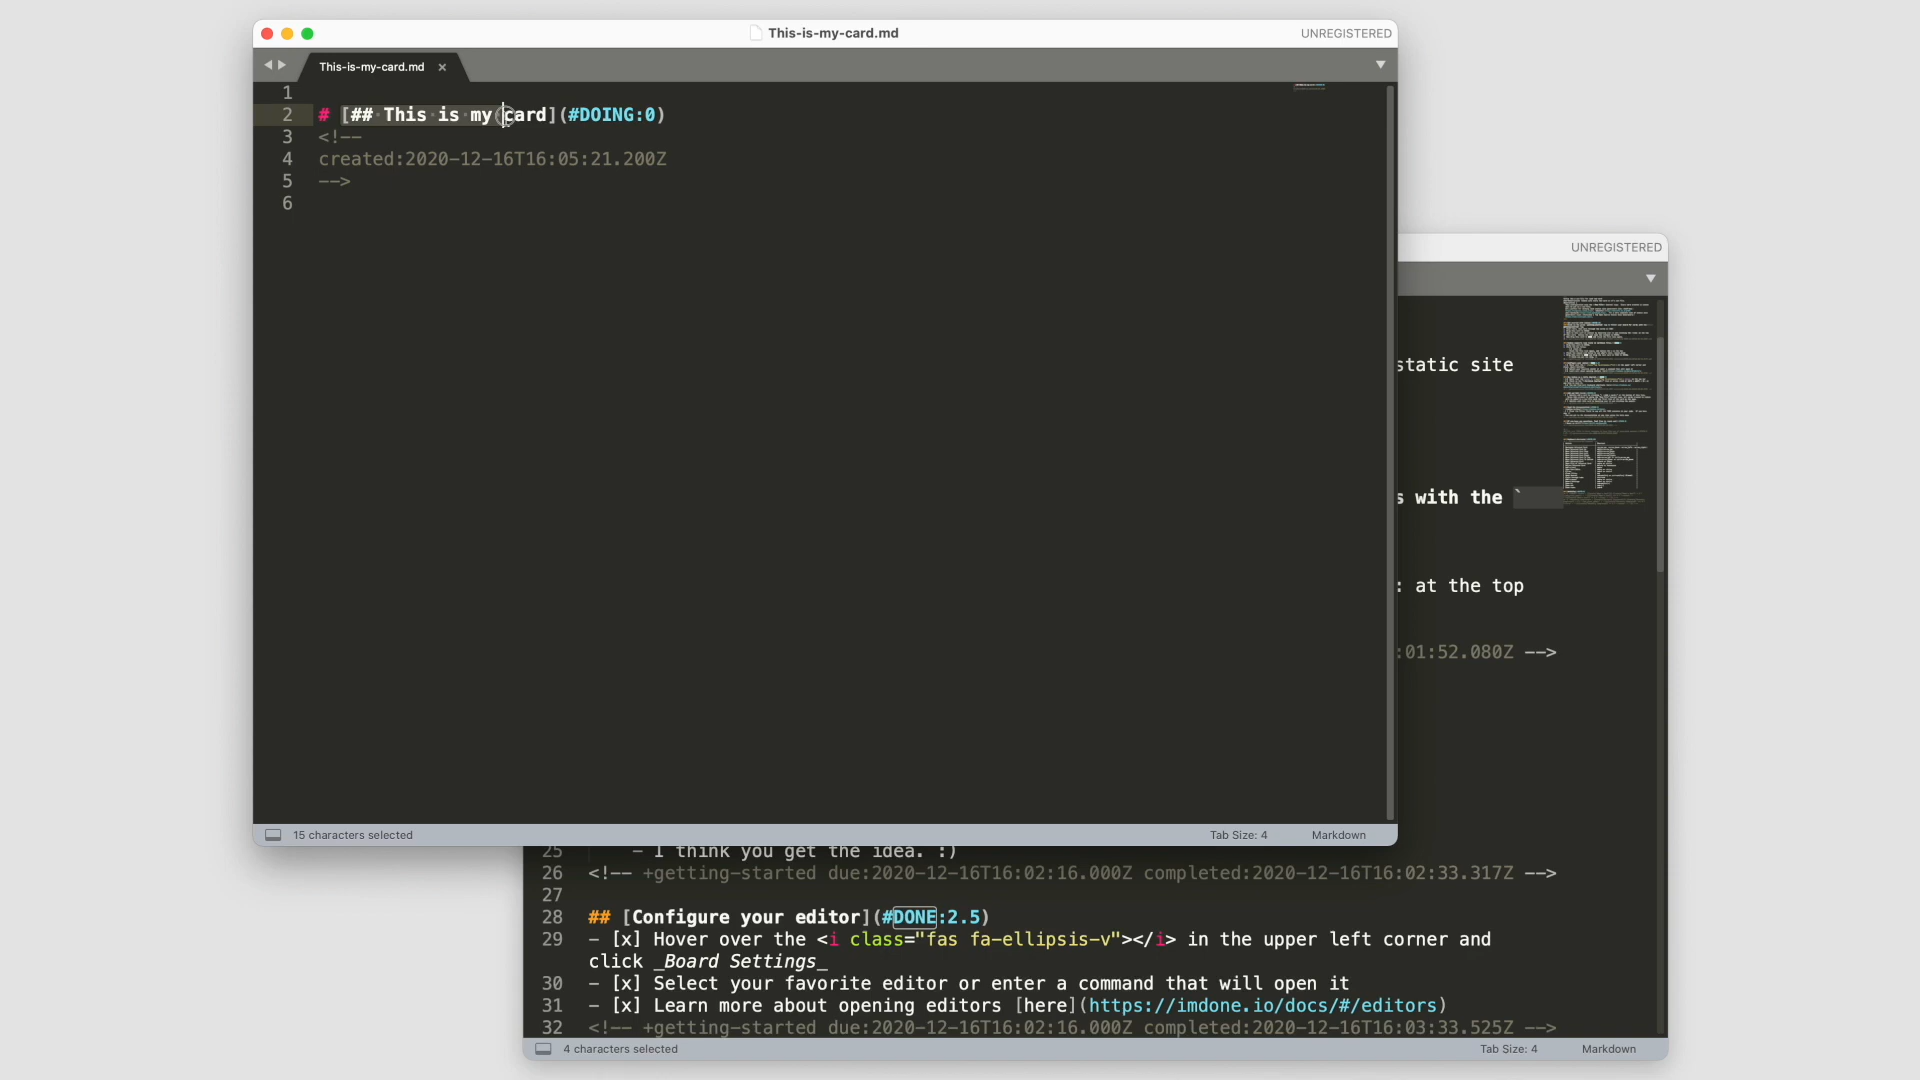 This-is-my-card.md
UNREGISTERED
This-is-my-card.md ×
1
2 # [## This is my card](#DOING:0)
3 <!--
4 created:2020-12-16T16:05:21.200Z
5 -->
6
15 characters selected
Tab Size: 4
Markdown
UNREGISTERED
static site
s with the `
: at the top
:01:52.080Z -->
25 - I think you get the idea. :)
26 <!-- +getting-started due:2020-12-16T16:02:16.000Z completed:2020-12-16T16:02:33.317Z -->
27
28 ## [Configure your editor](#DONE:2.5)
29 - [x] Hover over the <i class="fas fa-ellipsis-v"></i> in the upper left corner and
click _Board Settings_
30 - [x] Select your favorite editor or enter a command that will open it
31 - [x] Learn more about opening editors [here](https://imdone.io/docs/#/editors)
32 <!-- +getting-started due:2020-12-16T16:02:16.000Z completed:2020-12-16T16:03:33.525Z -->
4 characters selected
Tab Size: 4
Markdown